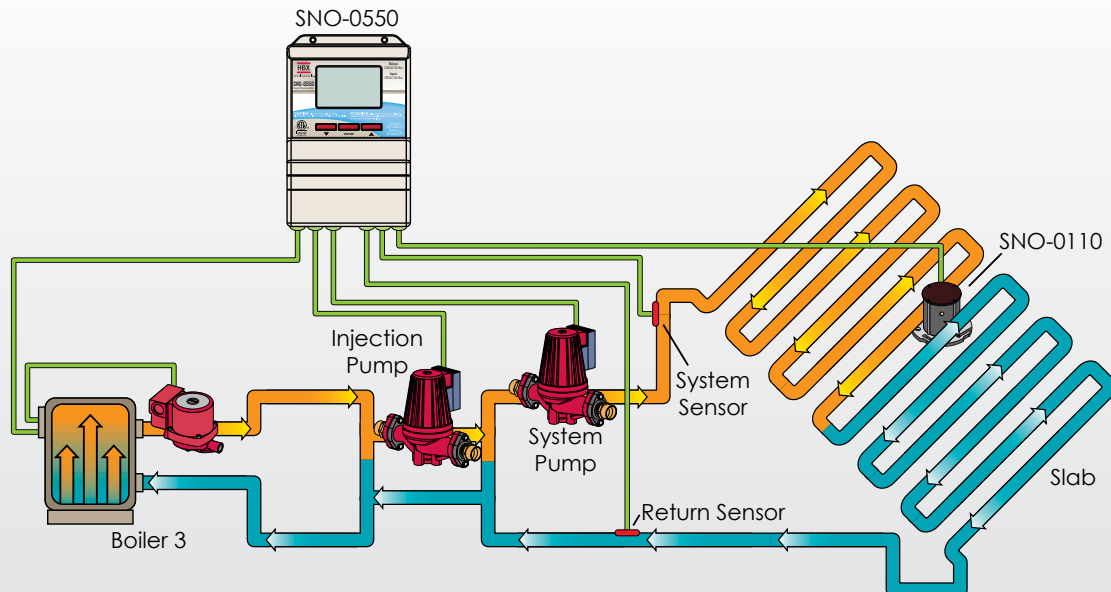 SNO-0550
HBX
SNO-0550
SNO-0110
Injection
Pump
System
Sensor
System
Pump
Slab
Return Sensor
Boiler 3